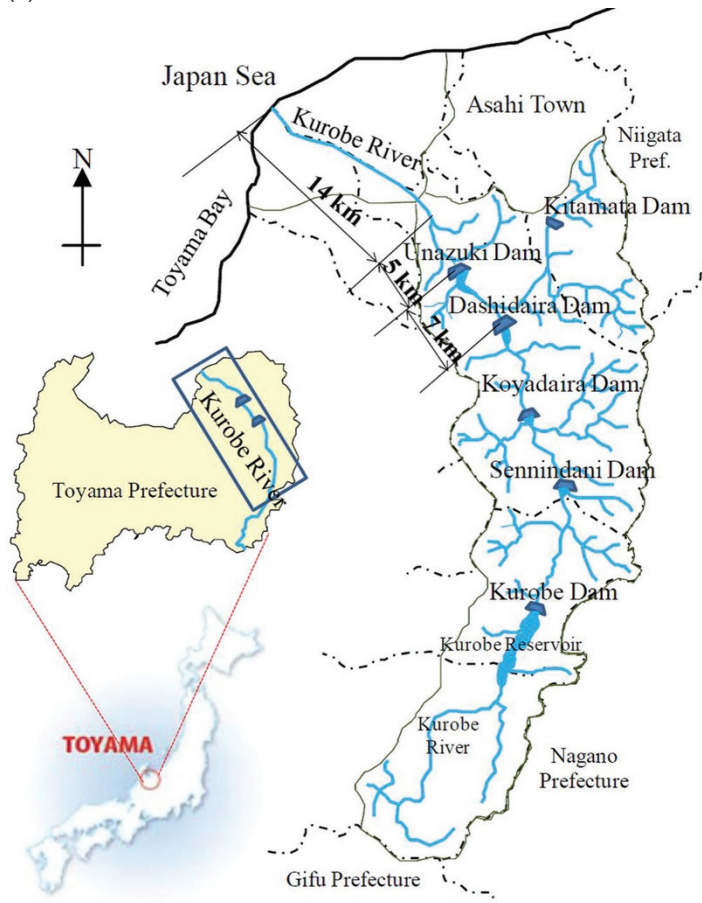 Japan Sea
Asahi Town
Kurobe River
Niigata
Pref.
N
14 km
Kitamata Dam
Toyama Bay
Unazuki Dam
5 km
Dashidaira Dam
7 km
Koyadaira Dam
Kurobe River
Sennindani Dam
Toyama Prefecture
Kurobe Dam
Kurobe Reservoir
Kurobe
River
TOYAMA
Nagano
Prefecture
Gifu Prefecture